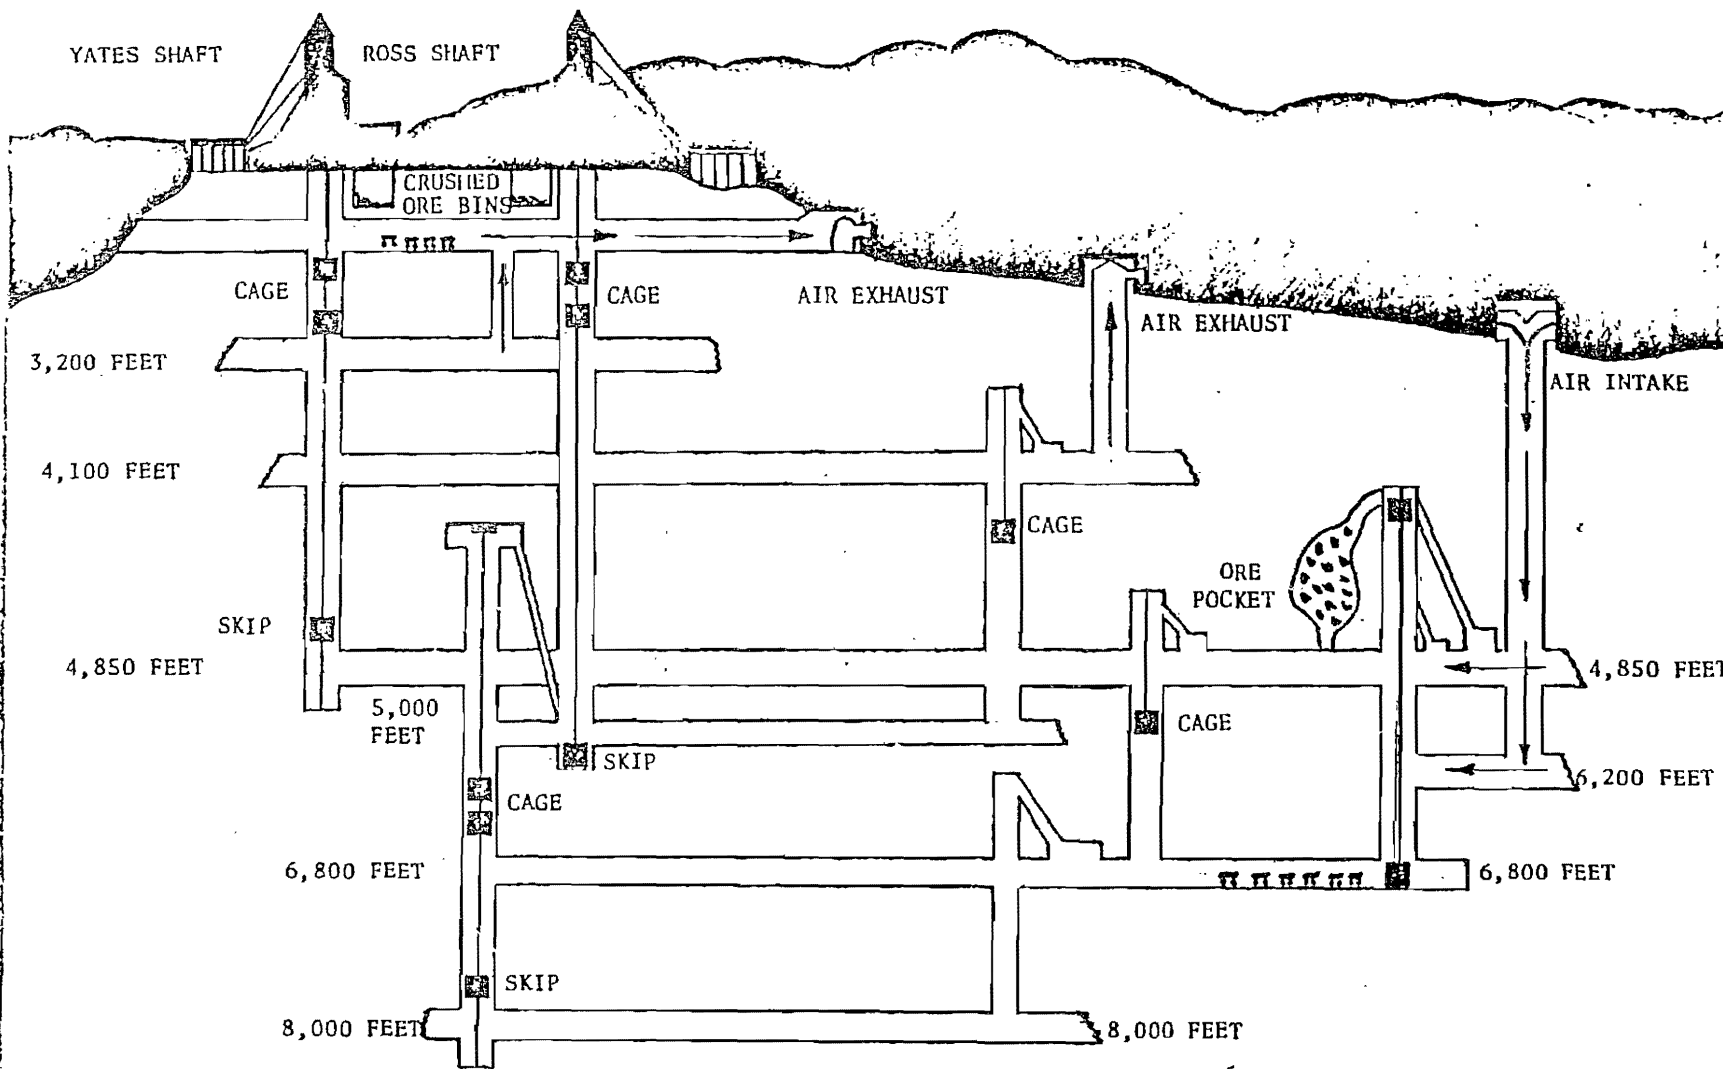 YATES SHAFT
ROSS SHAFT
CRUSHED
ORE BINS
CAGE
CAGE
AIR EXHAUST
AIR EXHAUST
3,200 FEET
AIR INTAKE
4,100 FEET
CAGE
ORE
POCKET
SKIP
4,850 FEET
4,850 FEET
5,000
FEET
CAGE
SKIP
6,200 FEET
CAGE
6,800 FEET
6,800 FEET
SKIP
8,000 FEET
8,000 FEET